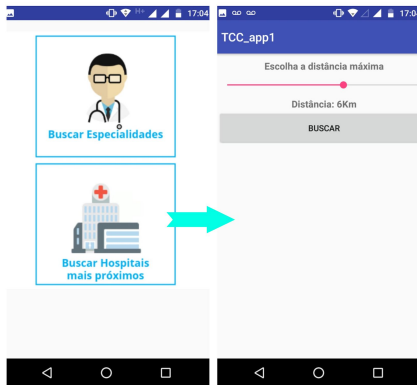 H+ 17:04
Buscar Especialidades
Buscar Hospitais
mais próximos
17:04
TCC_app1
Escolha a distância máxima
Distância: 6Km
BUSCAR